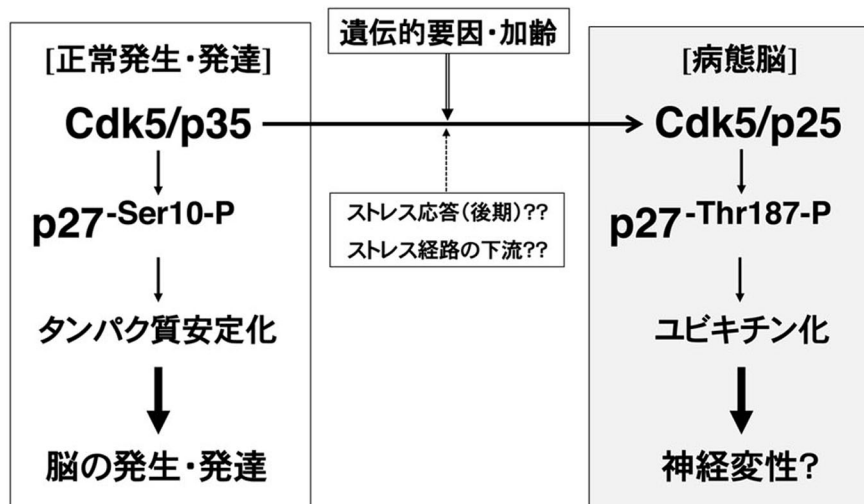 遺伝的要因・加齢
[正常発生・発達]
Cdk5/p35
p27-Ser10-P
タンパク質安定化
脳の発生・発達
ストレス応答(後期)??
ストレス経路の下流??
[病態脳]
Cdk5/p25
p27-Thr187-P
ユビキチン化
神経変性?